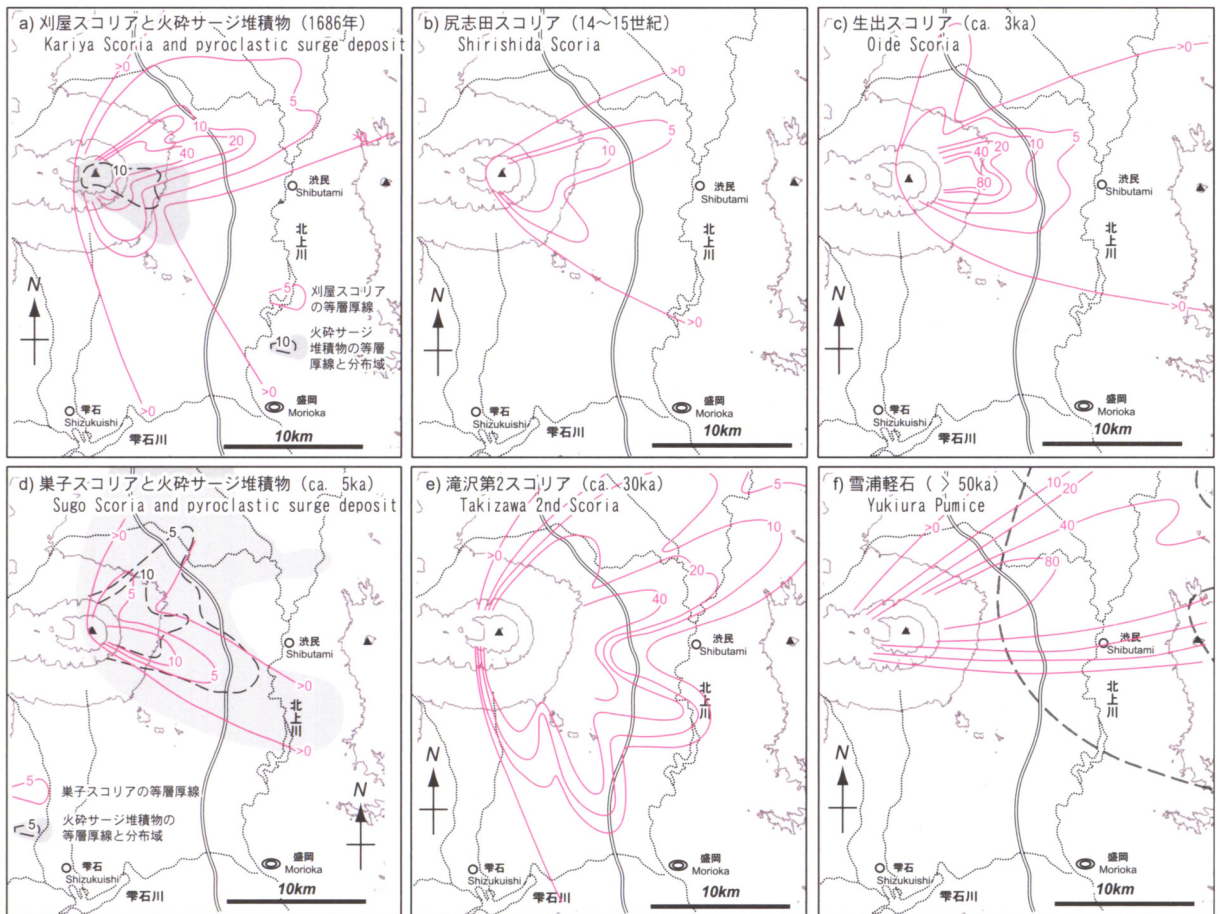 a) 刈屋スコリアと火砕サージ堆積物 (1686年)
Kariya Scoria and pyroclastic surge deposit
>0
5
10
20
40
10
渋民
Shibutami
北上川
N
5
刈屋スコリア
の等層厚線
10
火砕サージ
堆積物の等層
厚線と分布域
>0
>0
雫石
Shizukuishi
雫石川
盛岡
Morioka
10km
b) 尻志田スコリア (14～15世紀)
Shirishida Scoria
>0
5
10
渋民
Shibutami
北上川
N
>0
雫石
Shizukuishi
雫石川
盛岡
Morioka
10km
c) 生出スコリア (ca. 3ka)
Oide Scoria
>0
>0
5
10
20
40
80
渋民
Shibutami
北上川
N
>0
雫石
Shizukuishi
雫石川
盛岡
Morioka
10km
d) 巣子スコリアと火砕サージ堆積物 (ca. 5ka)
Sugo Scoria and pyroclastic surge deposit
>0
5
10
5
10
5
渋民
Shibutami
>0
北上川
>0
5
巣子スコリアの等層厚線
5
火砕サージ堆積物の
等層厚線と分布域
N
雫石
Shizukuishi
雫石川
盛岡
Morioka
10km
e) 滝沢第2スコリア (ca. 30ka)
Takizawa 2nd Scoria
>0
5
10
20
40
渋民
Shibutami
北上川
N
雫石
Shizukuishi
雫石川
盛岡
Morioka
10km
f) 雪浦軽石 ( > 50ka)
Yukiura Pumice
>0
10
20
40
80
渋民
Shibutami
北上川
N
雫石
Shizukuishi
雫石川
盛岡
Morioka
10km